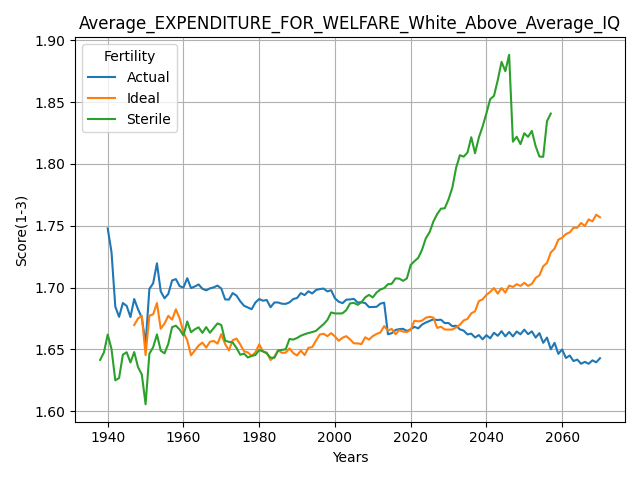 Average_EXPENDITURE_FOR_WELFARE_White_Above_Average_IQ
Fertility
Actual
Ideal
Sterile
Score(1-3)
1.90
1.85
1.80
1.75
1.70
1.65
1.60
1940
1960
1980
2000
2020
2040
2060
Years